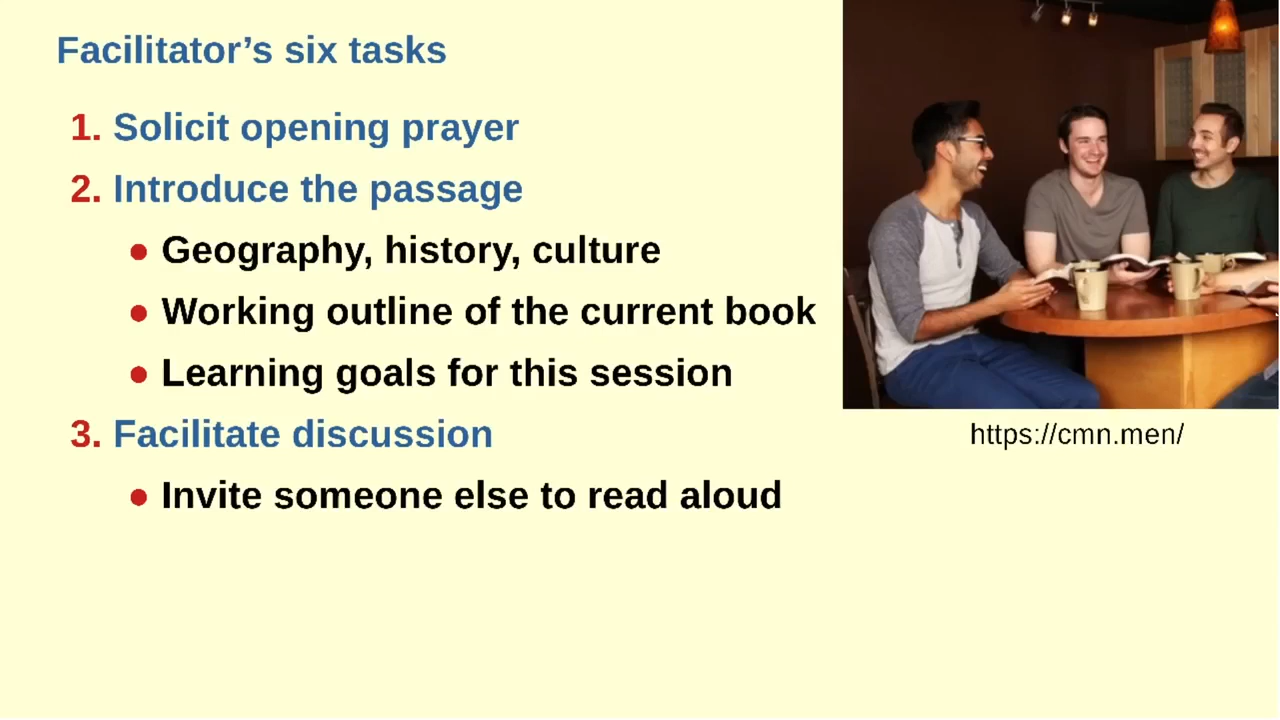 Facilitator’s six tasks
1. Solicit opening prayer
2. Introduce the passage
● Geography, history, culture
● Working outline of the current book
● Learning goals for this session
3. Facilitate discussion
● Invite someone else to read aloud
https://cmn.men/